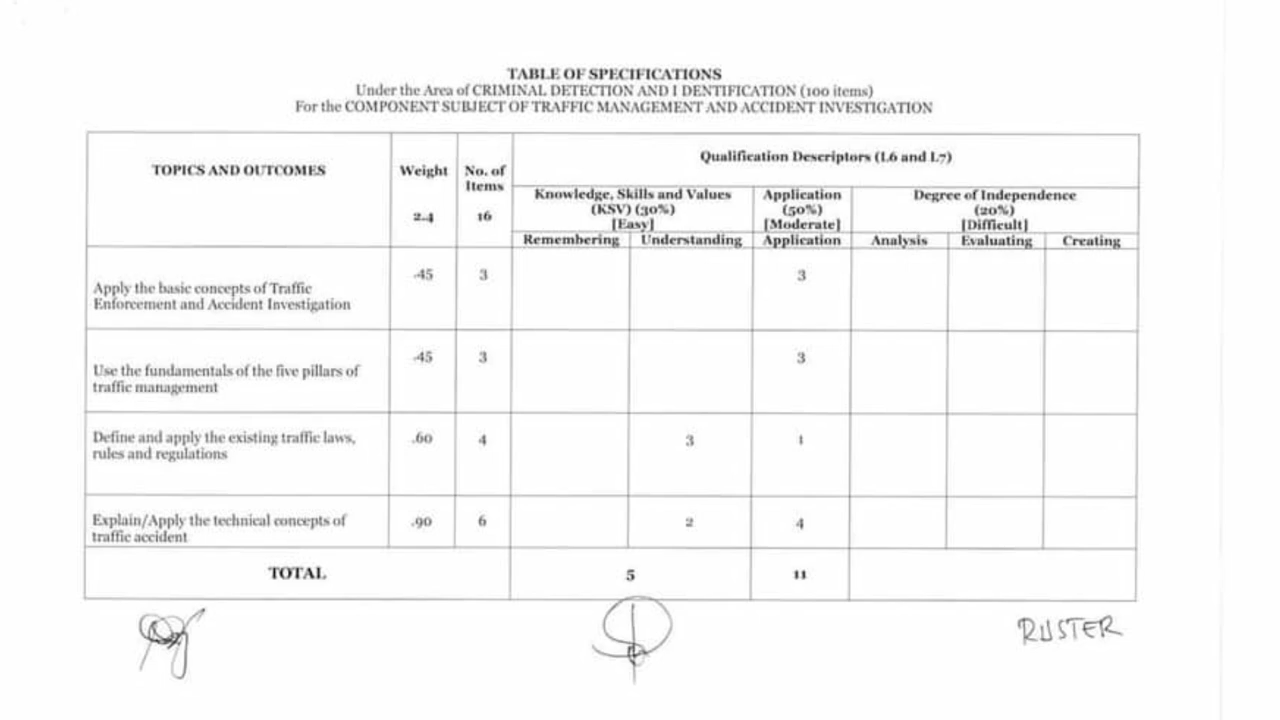 TABLE OF SPECIFICATIONS
Under the Area of CRIMINAL DETECTION AND I DENTIFICATION (100 items)
For the COMPONENT SUBJECT OF TRAFFIC MANAGEMENT AND ACCIDENT INVESTIGATION
TOPICS AND OUTCOMES
Weight
2.4
No. of
Items
16
Qualification Descriptors (L6 and L7)
Knowledge, Skills and Values
(KSV) (30%)
[Easy]
Application
(50%)
[Moderate]
Degree of Independence
(20%)
[Difficult]
Remembering Understanding Application Analysis Evaluating Creating
Apply the basic concepts of Traffic
Enforcement and Accident Investigation
.45 3 3
Use the fundamentals of the five pillars of
traffic management
.45 3 3
Define and apply the existing traffic laws,
rules and regulations
.60 4 3 1
Explain/Apply the technical concepts of
traffic accident
.90 6 2 4
TOTAL 5 11
RUSTER